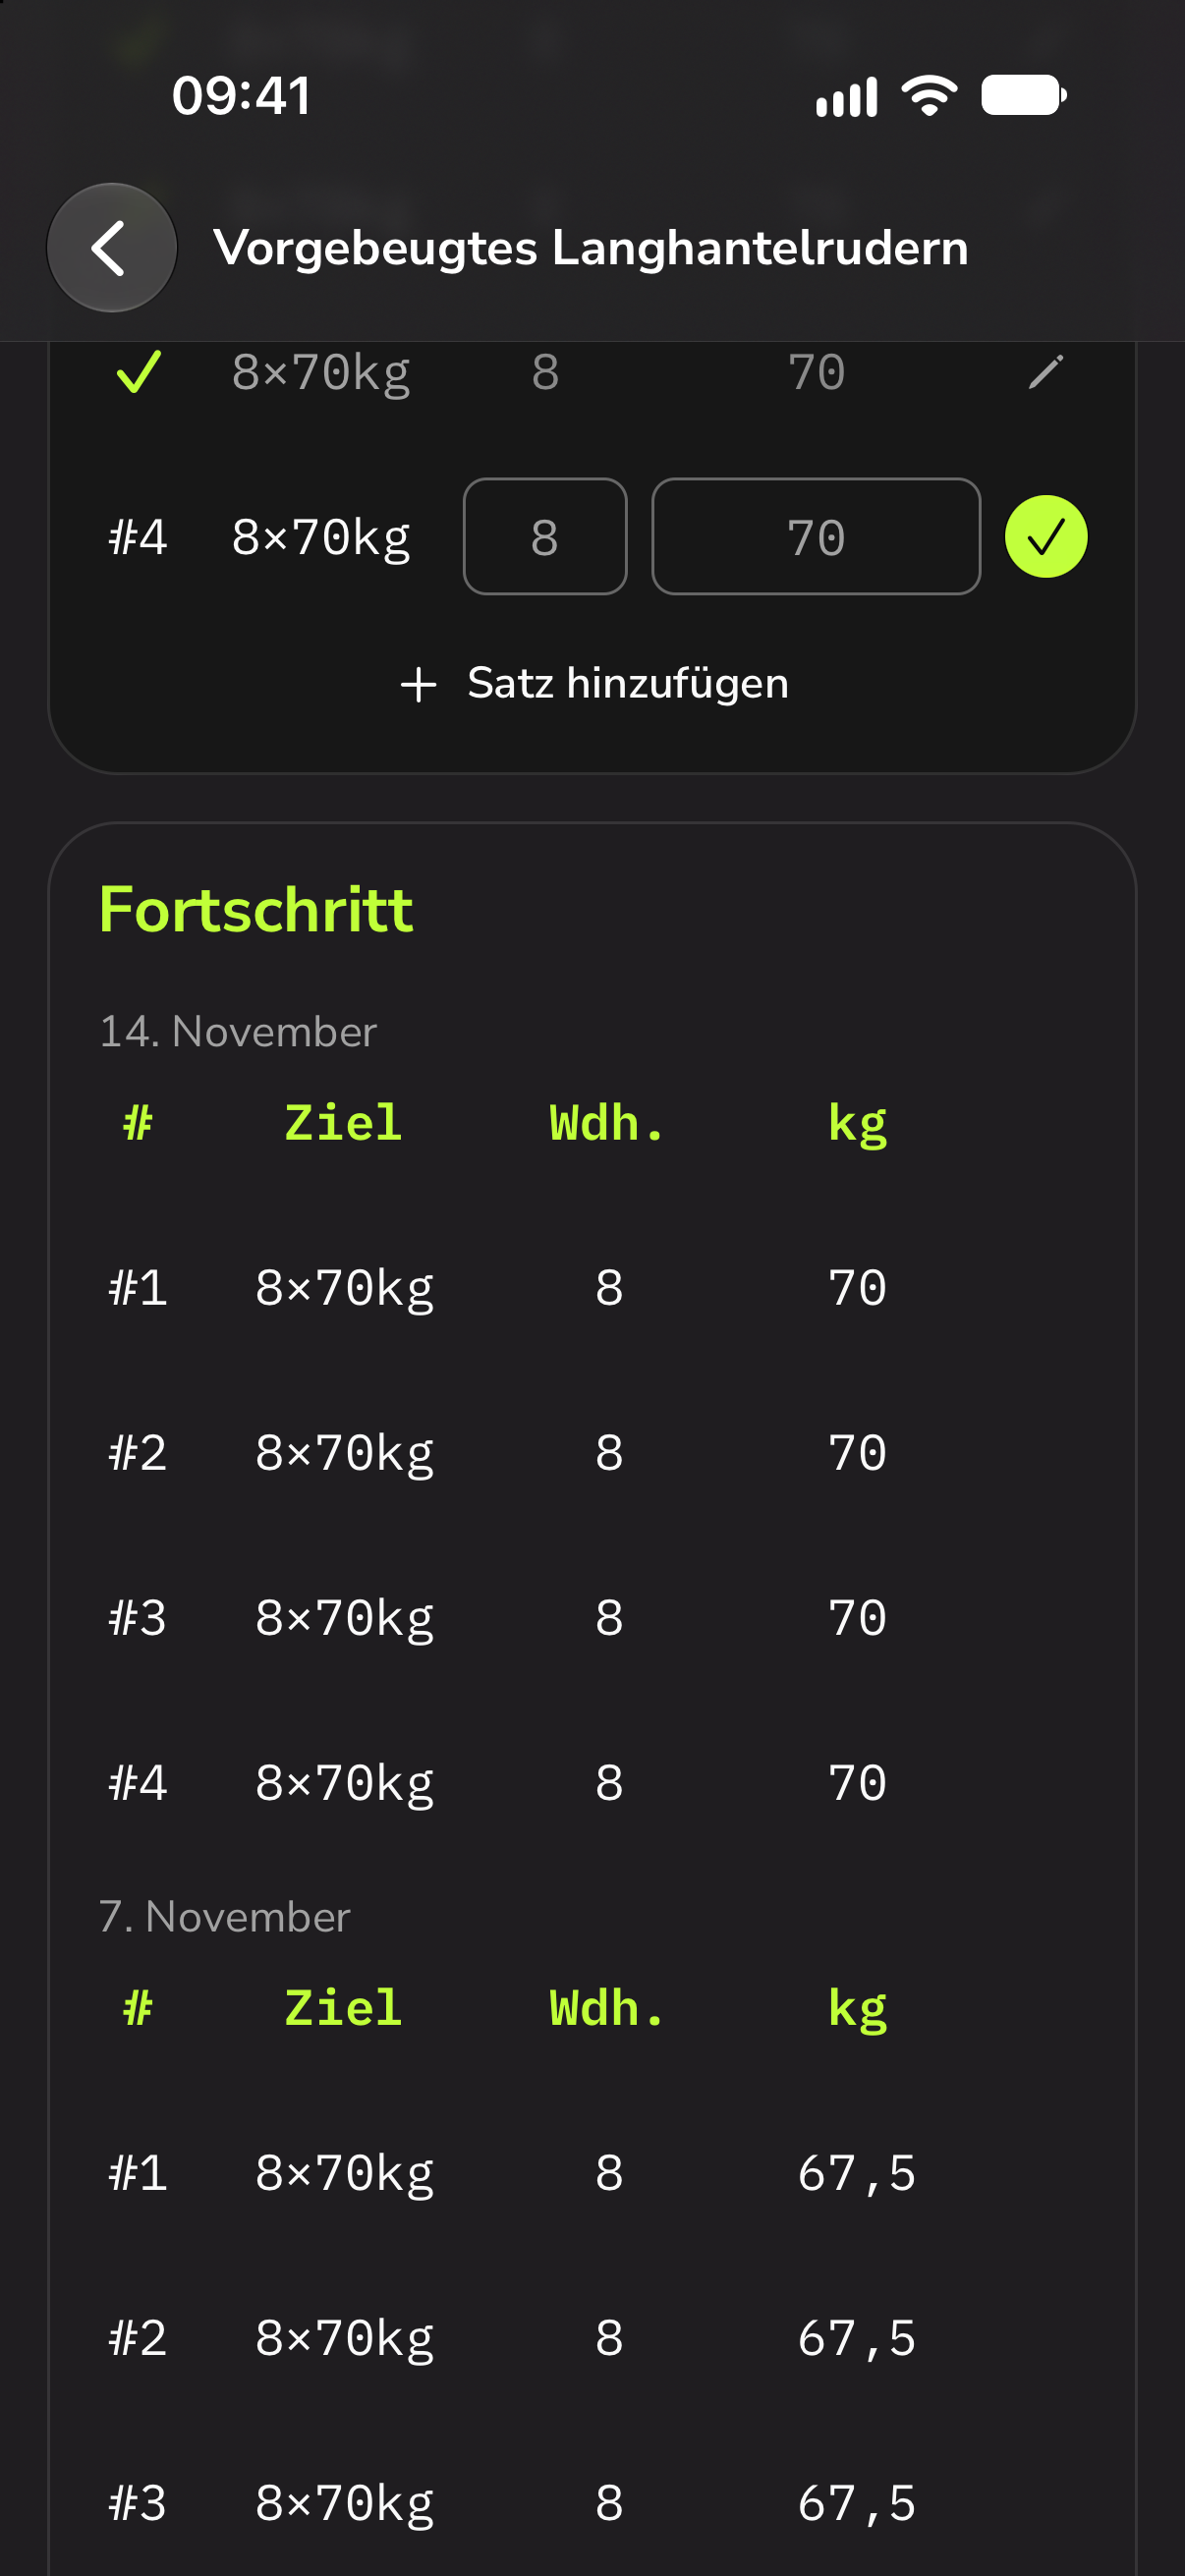 09:41
Vorgebeugtes Langhantelrudern
8×70kg 8 70
#4 8×70kg 8 70
+ Satz hinzufügen
Fortschritt
14. November
# Ziel Wdh. kg
#1 8×70kg 8 70
#2 8×70kg 8 70
#3 8×70kg 8 70
#4 8×70kg 8 70
7. November
# Ziel Wdh. kg
#1 8×70kg 8 67,5
#2 8×70kg 8 67,5
#3 8×70kg 8 67,5